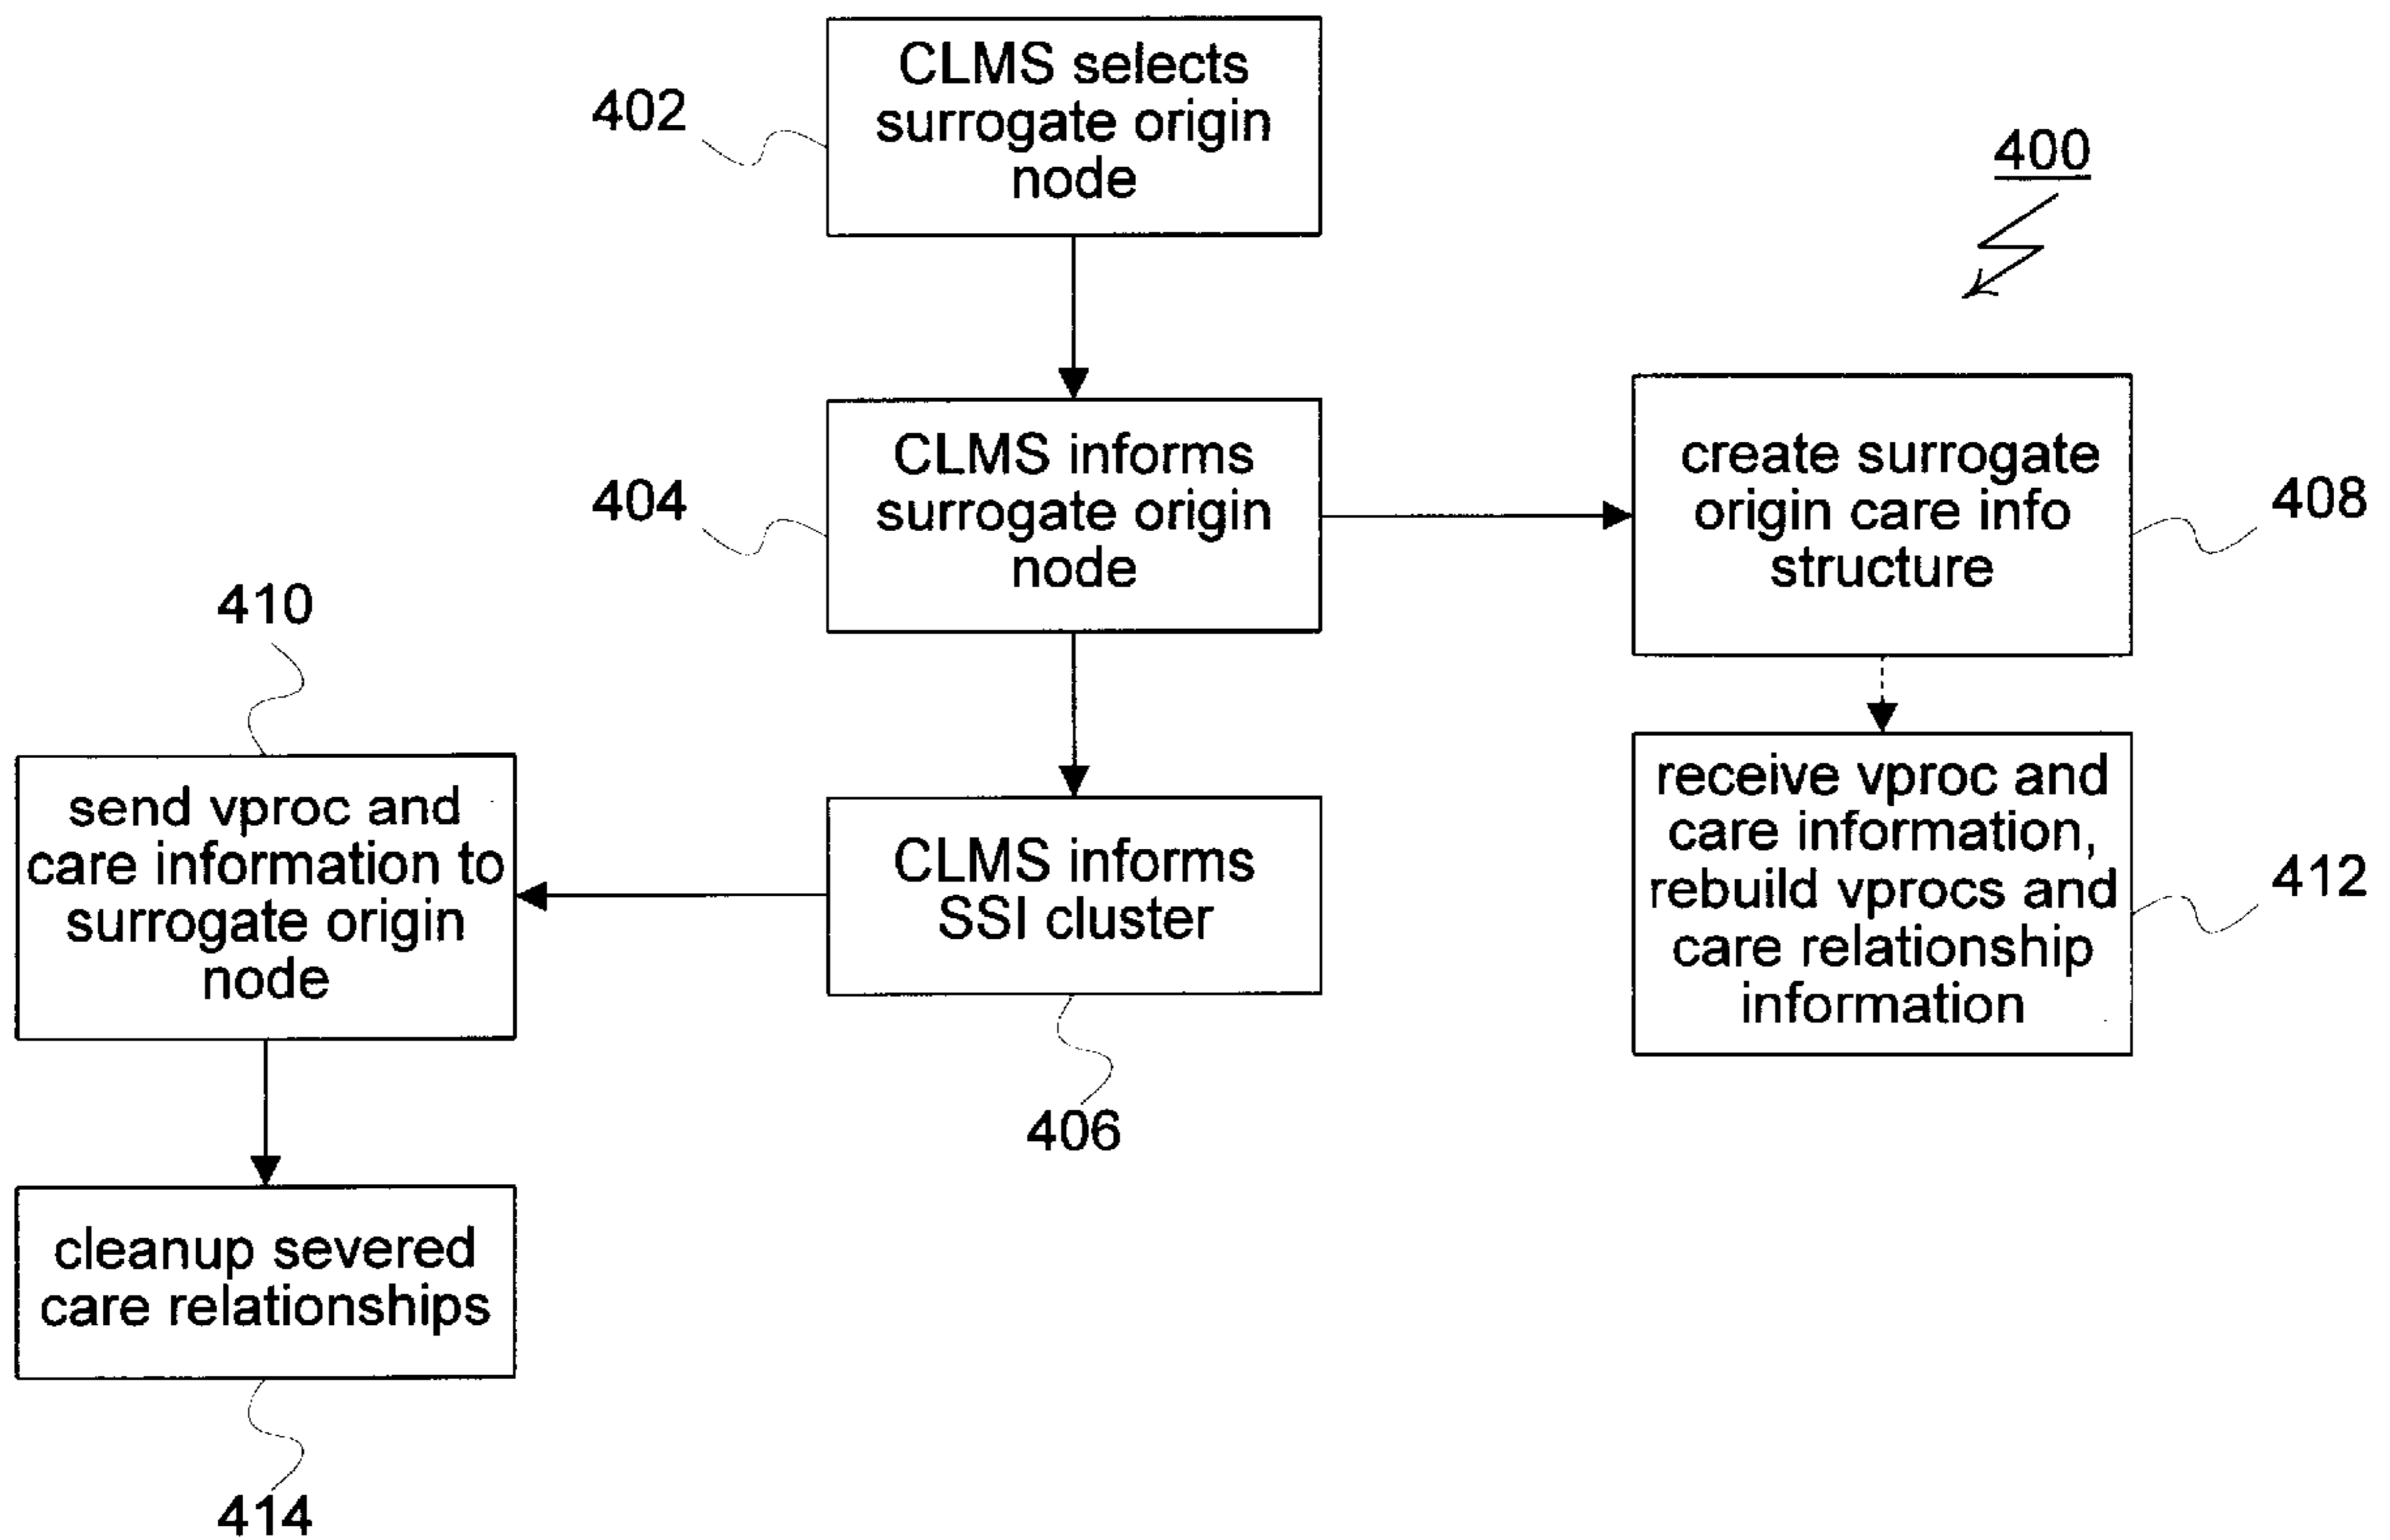 CLMS selects
surrogate origin
node
402
400
CLMS informs
surrogate origin
node
404
create surrogate
origin care info
structure
408
410
send vproc and
care information to
surrogate origin
node
CLMS informs
SSI cluster
406
receive vproc and
care information,
rebuild vprocs and
care relationship
information
412
cleanup severed
care relationships
414